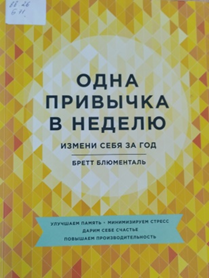 ОДНА
ПРИВЫЧКА
В НЕДЕЛЮ
ИЗМЕНИ СЕБЯ ЗА ГОД
БРЕТТ БЛЮМЕНТАЛЬ
УЛУЧШАЕМ ПАМЯТЬ • МИНИМИЗИРУЕМ СТРЕСС
ДАРИМ СЕБЕ СЧАСТЬЕ
ПОВЫШАЕМ ПРОИЗВОДИТЕЛЬНОСТЬ